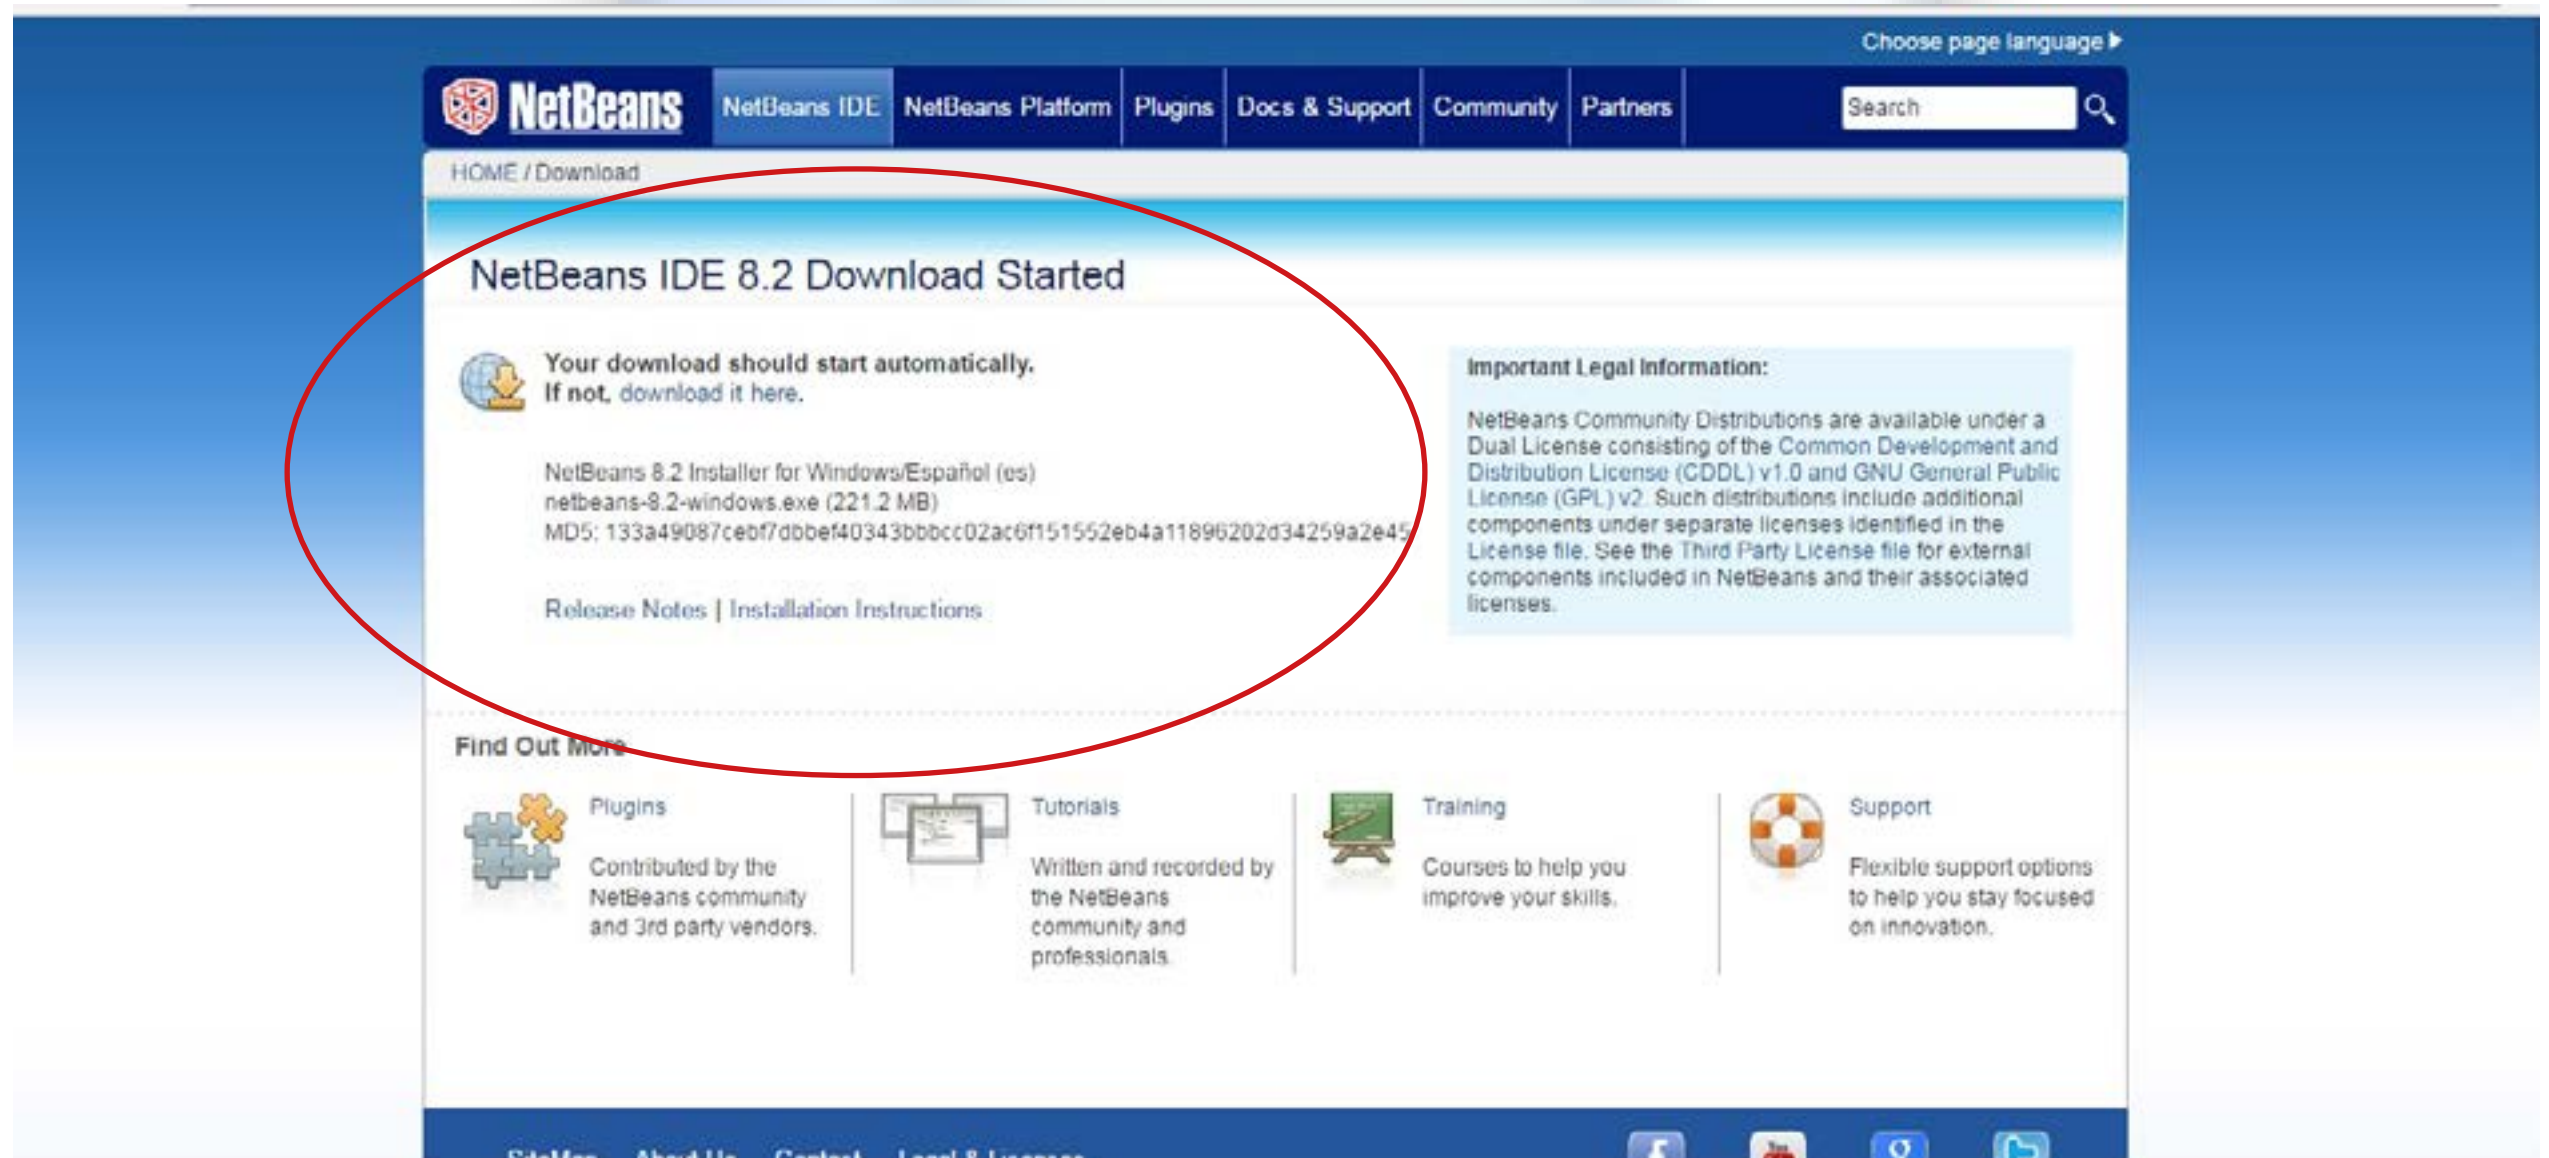 Choose page language
NetBeans
NetBeans IDE
NetBeans Platform
Plugins
Docs & Support
Community
Partners
Search
HOME / Download
NetBeans IDE 8.2 Download Started
Your download should start automatically.
If not, download it here.
NetBeans 8.2 Installer for Windows/Español (es)
netbeans-8.2-windows.exe (221.2 MB)
MD5: 133a49087cebf7dbbef40343bbbcc02ac6f151552eb4a11896202d34259a2e45
Release Notes | Installation Instructions
Important Legal Information:
NetBeans Community Distributions are available under a
Dual License consisting of the Common Development and
Distribution License (CDDL) v1.0 and GNU General Public
License (GPL) v2. Such distributions include additional
components under separate licenses identified in the
License file. See the Third Party License file for external
components included in NetBeans and their associated
licenses.
Find Out More
Plugins
Contributed by the
NetBeans community
and 3rd party vendors.
Tutorials
Written and recorded by
the NetBeans
community and
professionals.
Training
Courses to help you
improve your skills.
Support
Flexible support options
to help you stay focused
on innovation.
SiteMap
About Us
Contact
Legal & Licences